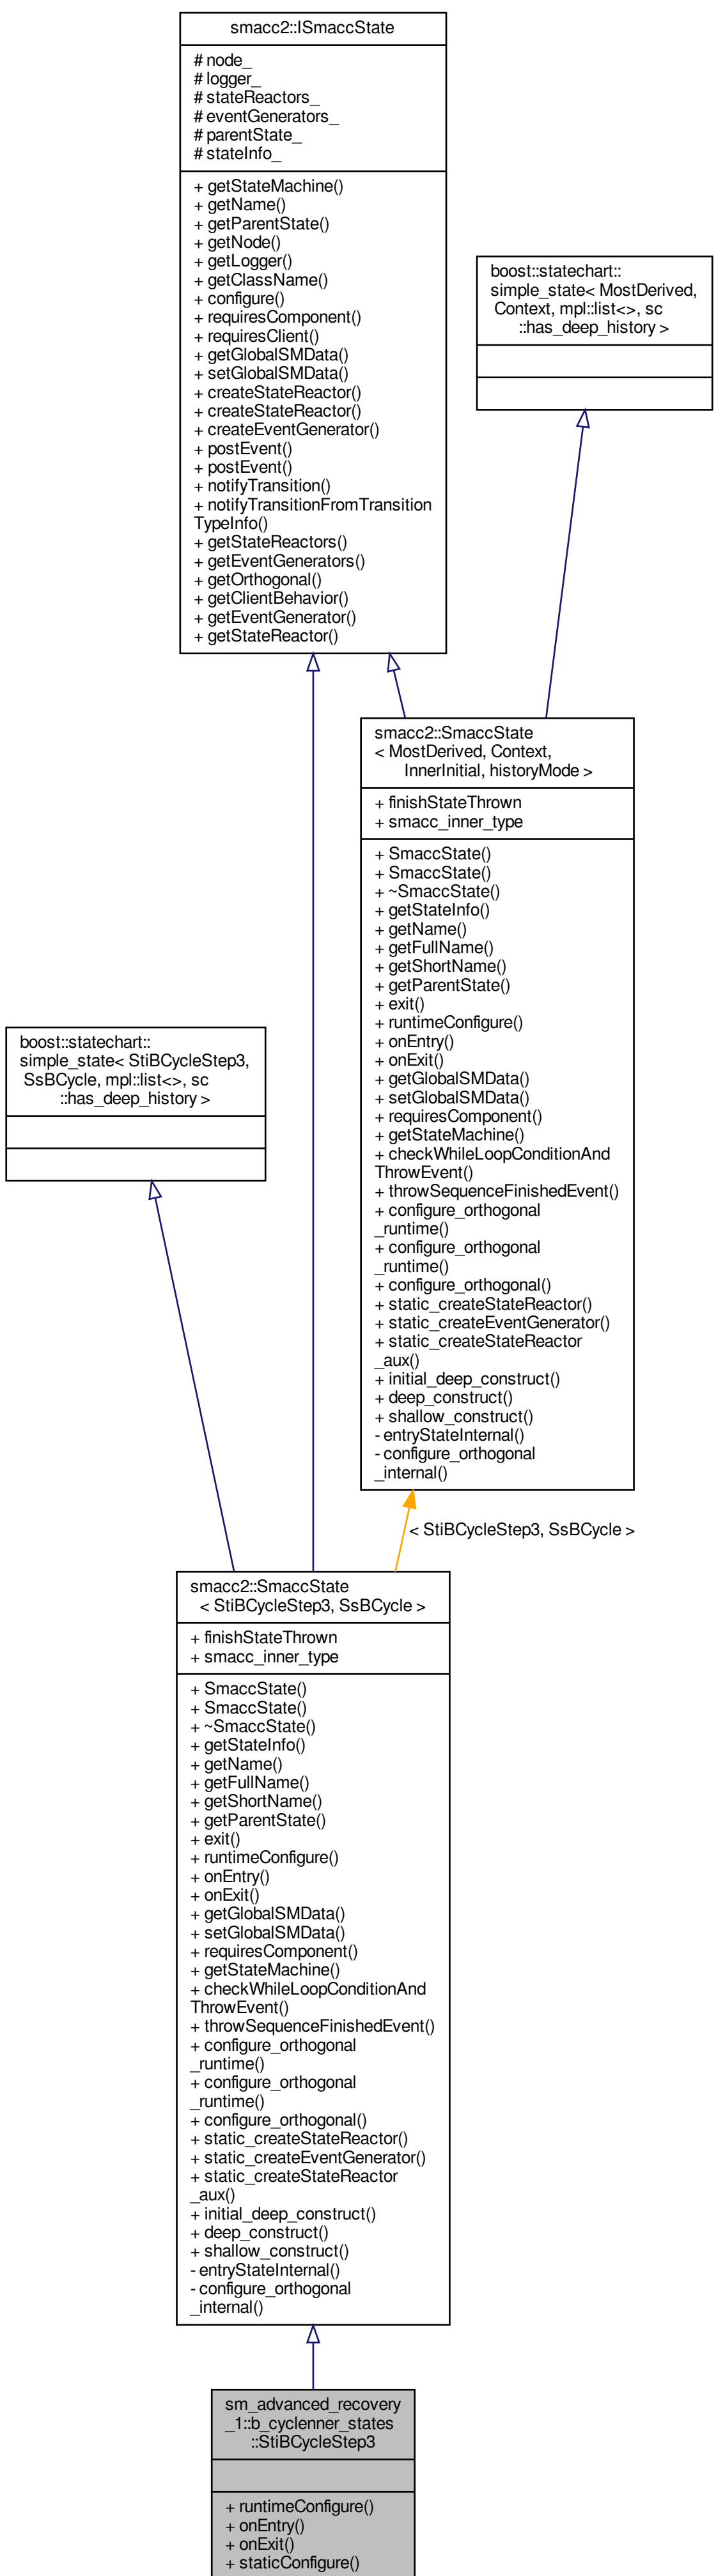 smacc2::ISmaccState
# node_
# logger_
# stateReactors_
# eventGenerators_
# parentState_
# stateInfo_
+ getStateMachine()
+ getName()
+ getParentState()
+ getNode()
+ getLogger()
+ getClassName()
+ configure()
+ requiresComponent()
+ requiresClient()
+ getGlobalSMData()
+ setGlobalSMData()
+ createStateReactor()
+ createStateReactor()
+ createEventGenerator()
+ postEvent()
+ postEvent()
+ notifyTransition()
+ notifyTransitionFromTransition
TypeInfo()
+ getStateReactors()
+ getEventGenerators()
+ getOrthogonal()
+ getClientBehavior()
+ getEventGenerator()
+ getStateReactor()
boost::statechart::
simple_state< MostDerived,
Context, mpl::list<>, sc
::has_deep_history >
smacc2::SmaccState
< MostDerived, Context,
InnerInitial, historyMode >
+ finishStateThrown
+ smacc_inner_type
+ SmaccState()
+ SmaccState()
+ ~SmaccState()
+ getStateInfo()
+ getName()
+ getFullName()
+ getShortName()
+ getParentState()
+ exit()
+ runtimeConfigure()
+ onEntry()
+ onExit()
+ getGlobalSMData()
+ setGlobalSMData()
+ requiresComponent()
+ getStateMachine()
+ checkWhileLoopConditionAnd
ThrowEvent()
+ throwSequenceFinishedEvent()
+ configure_orthogonal
_runtime()
+ configure_orthogonal
_runtime()
+ configure_orthogonal()
+ static_createStateReactor()
+ static_createEventGenerator()
+ static_createStateReactor
_aux()
+ initial_deep_construct()
+ deep_construct()
+ shallow_construct()
- entryStateInternal()
- configure_orthogonal
_internal()
boost::statechart::
simple_state< StiBCycleStep3,
SsBCycle, mpl::list<>, sc
::has_deep_history >
< StiBCycleStep3, SsBCycle >
smacc2::SmaccState
< StiBCycleStep3, SsBCycle >
+ finishStateThrown
+ smacc_inner_type
+ SmaccState()
+ SmaccState()
+ ~SmaccState()
+ getStateInfo()
+ getName()
+ getFullName()
+ getShortName()
+ getParentState()
+ exit()
+ runtimeConfigure()
+ onEntry()
+ onExit()
+ getGlobalSMData()
+ setGlobalSMData()
+ requiresComponent()
+ getStateMachine()
+ checkWhileLoopConditionAnd
ThrowEvent()
+ throwSequenceFinishedEvent()
+ configure_orthogonal
_runtime()
+ configure_orthogonal
_runtime()
+ configure_orthogonal()
+ static_createStateReactor()
+ static_createEventGenerator()
+ static_createStateReactor
_aux()
+ initial_deep_construct()
+ deep_construct()
+ shallow_construct()
- entryStateInternal()
- configure_orthogonal
_internal()
sm_advanced_recovery
_1::b_cyclenner_states
::StiBCycleStep3
+ runtimeConfigure()
+ onEntry()
+ onExit()
+ staticConfigure()